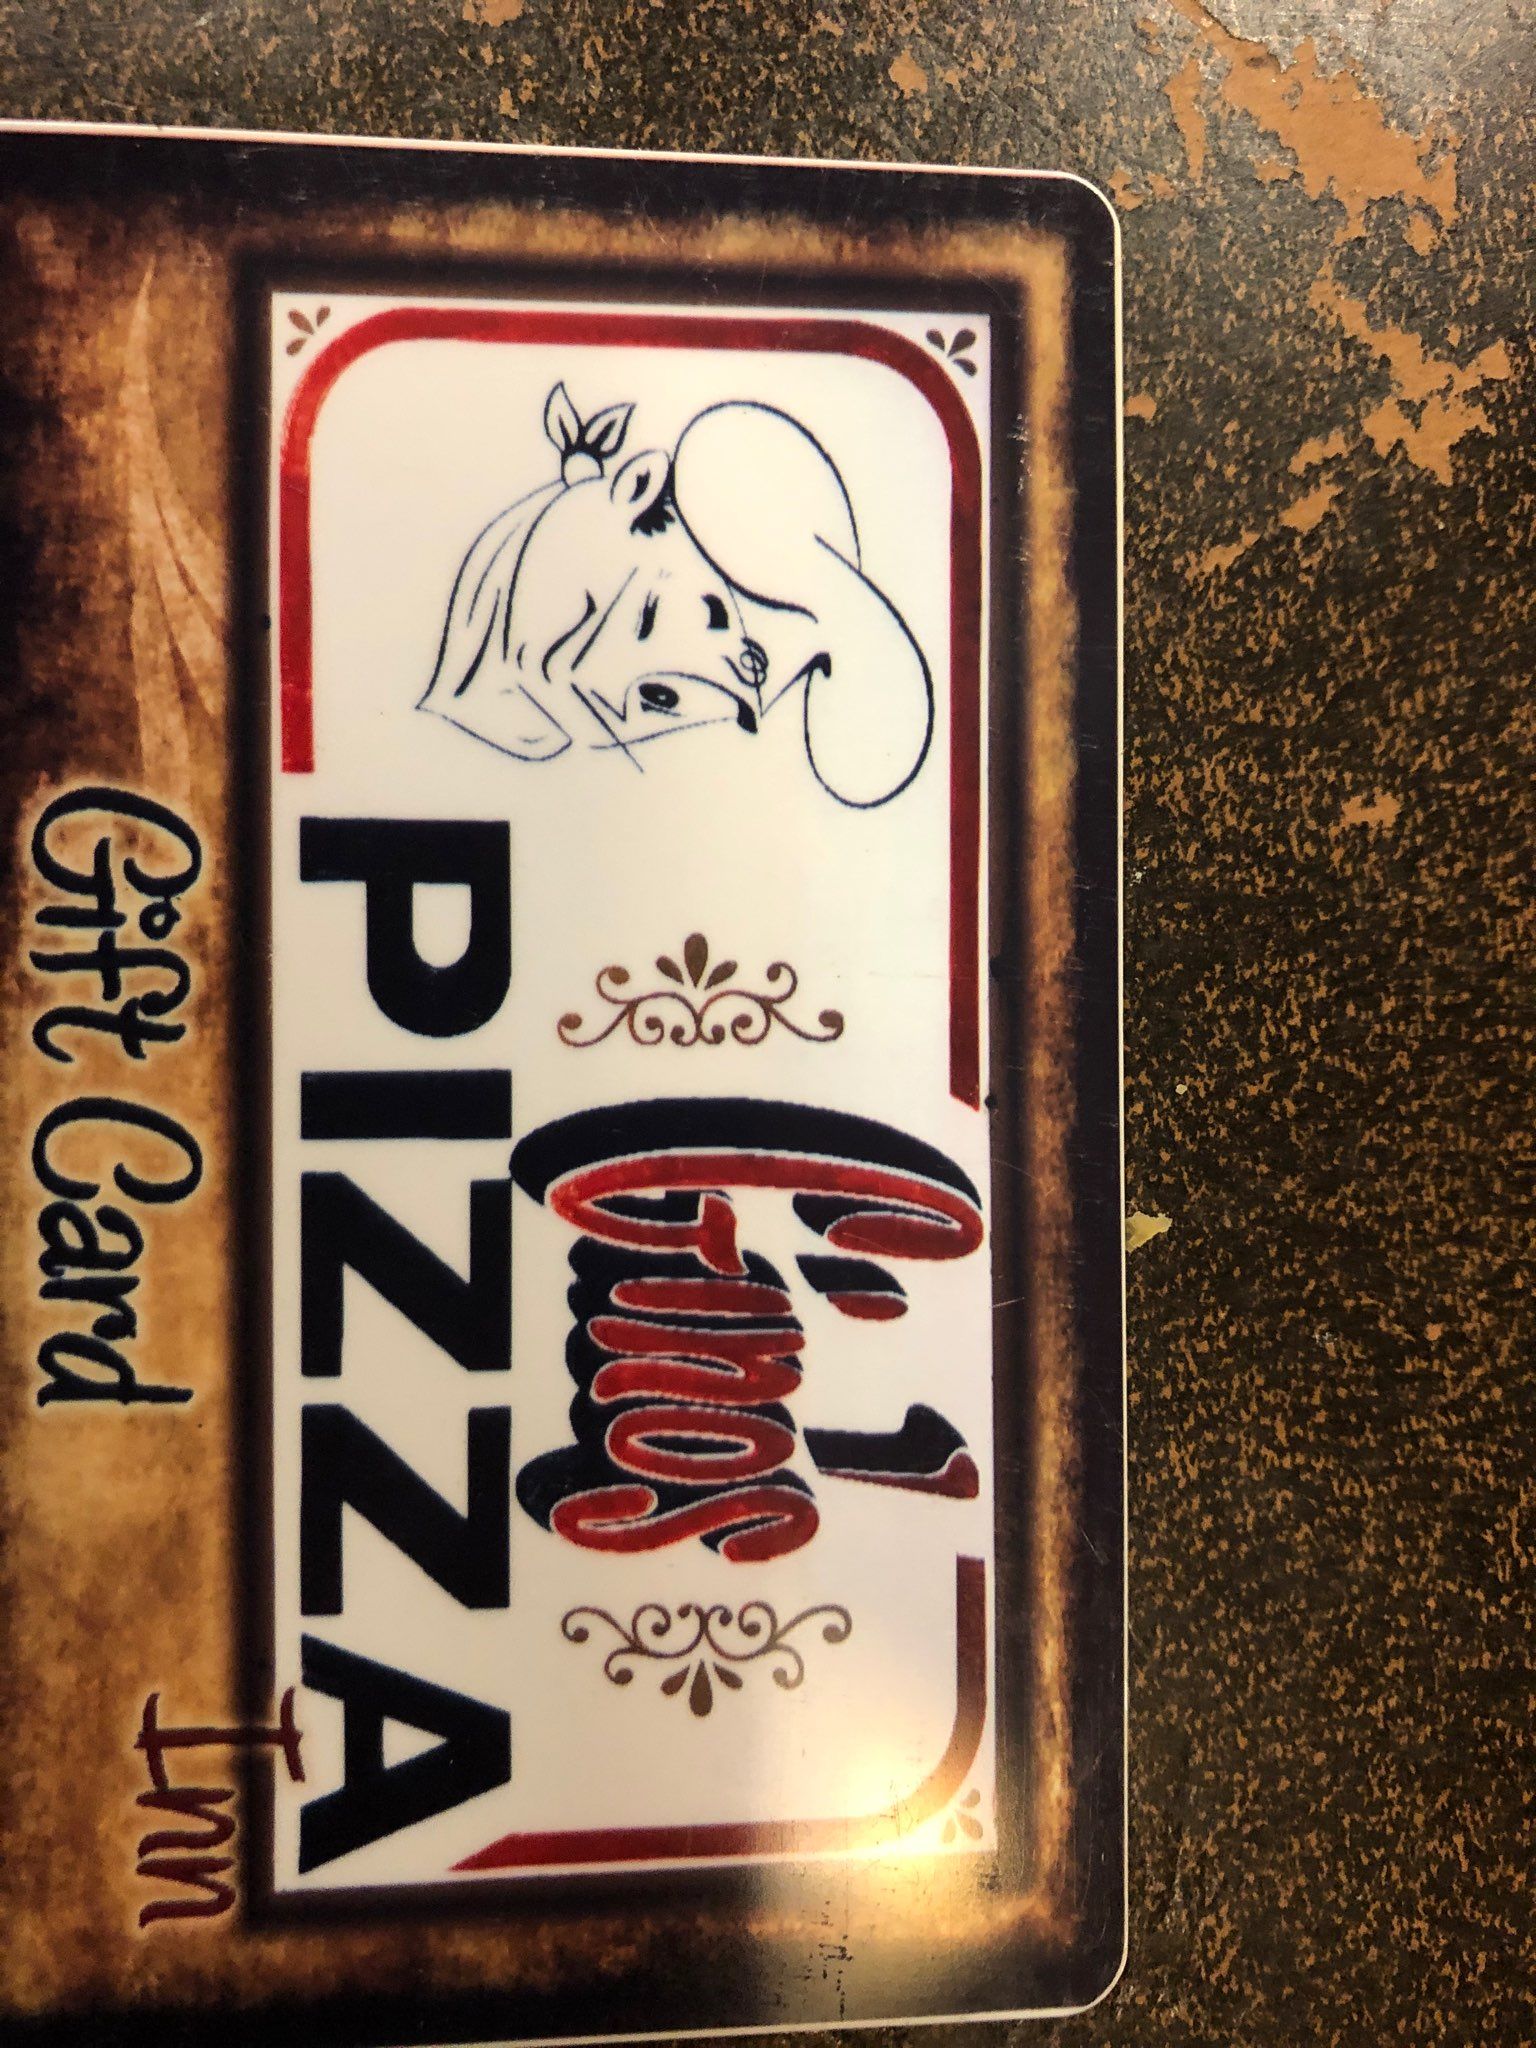 Gino's
PIZZA
Inn
Gift Card